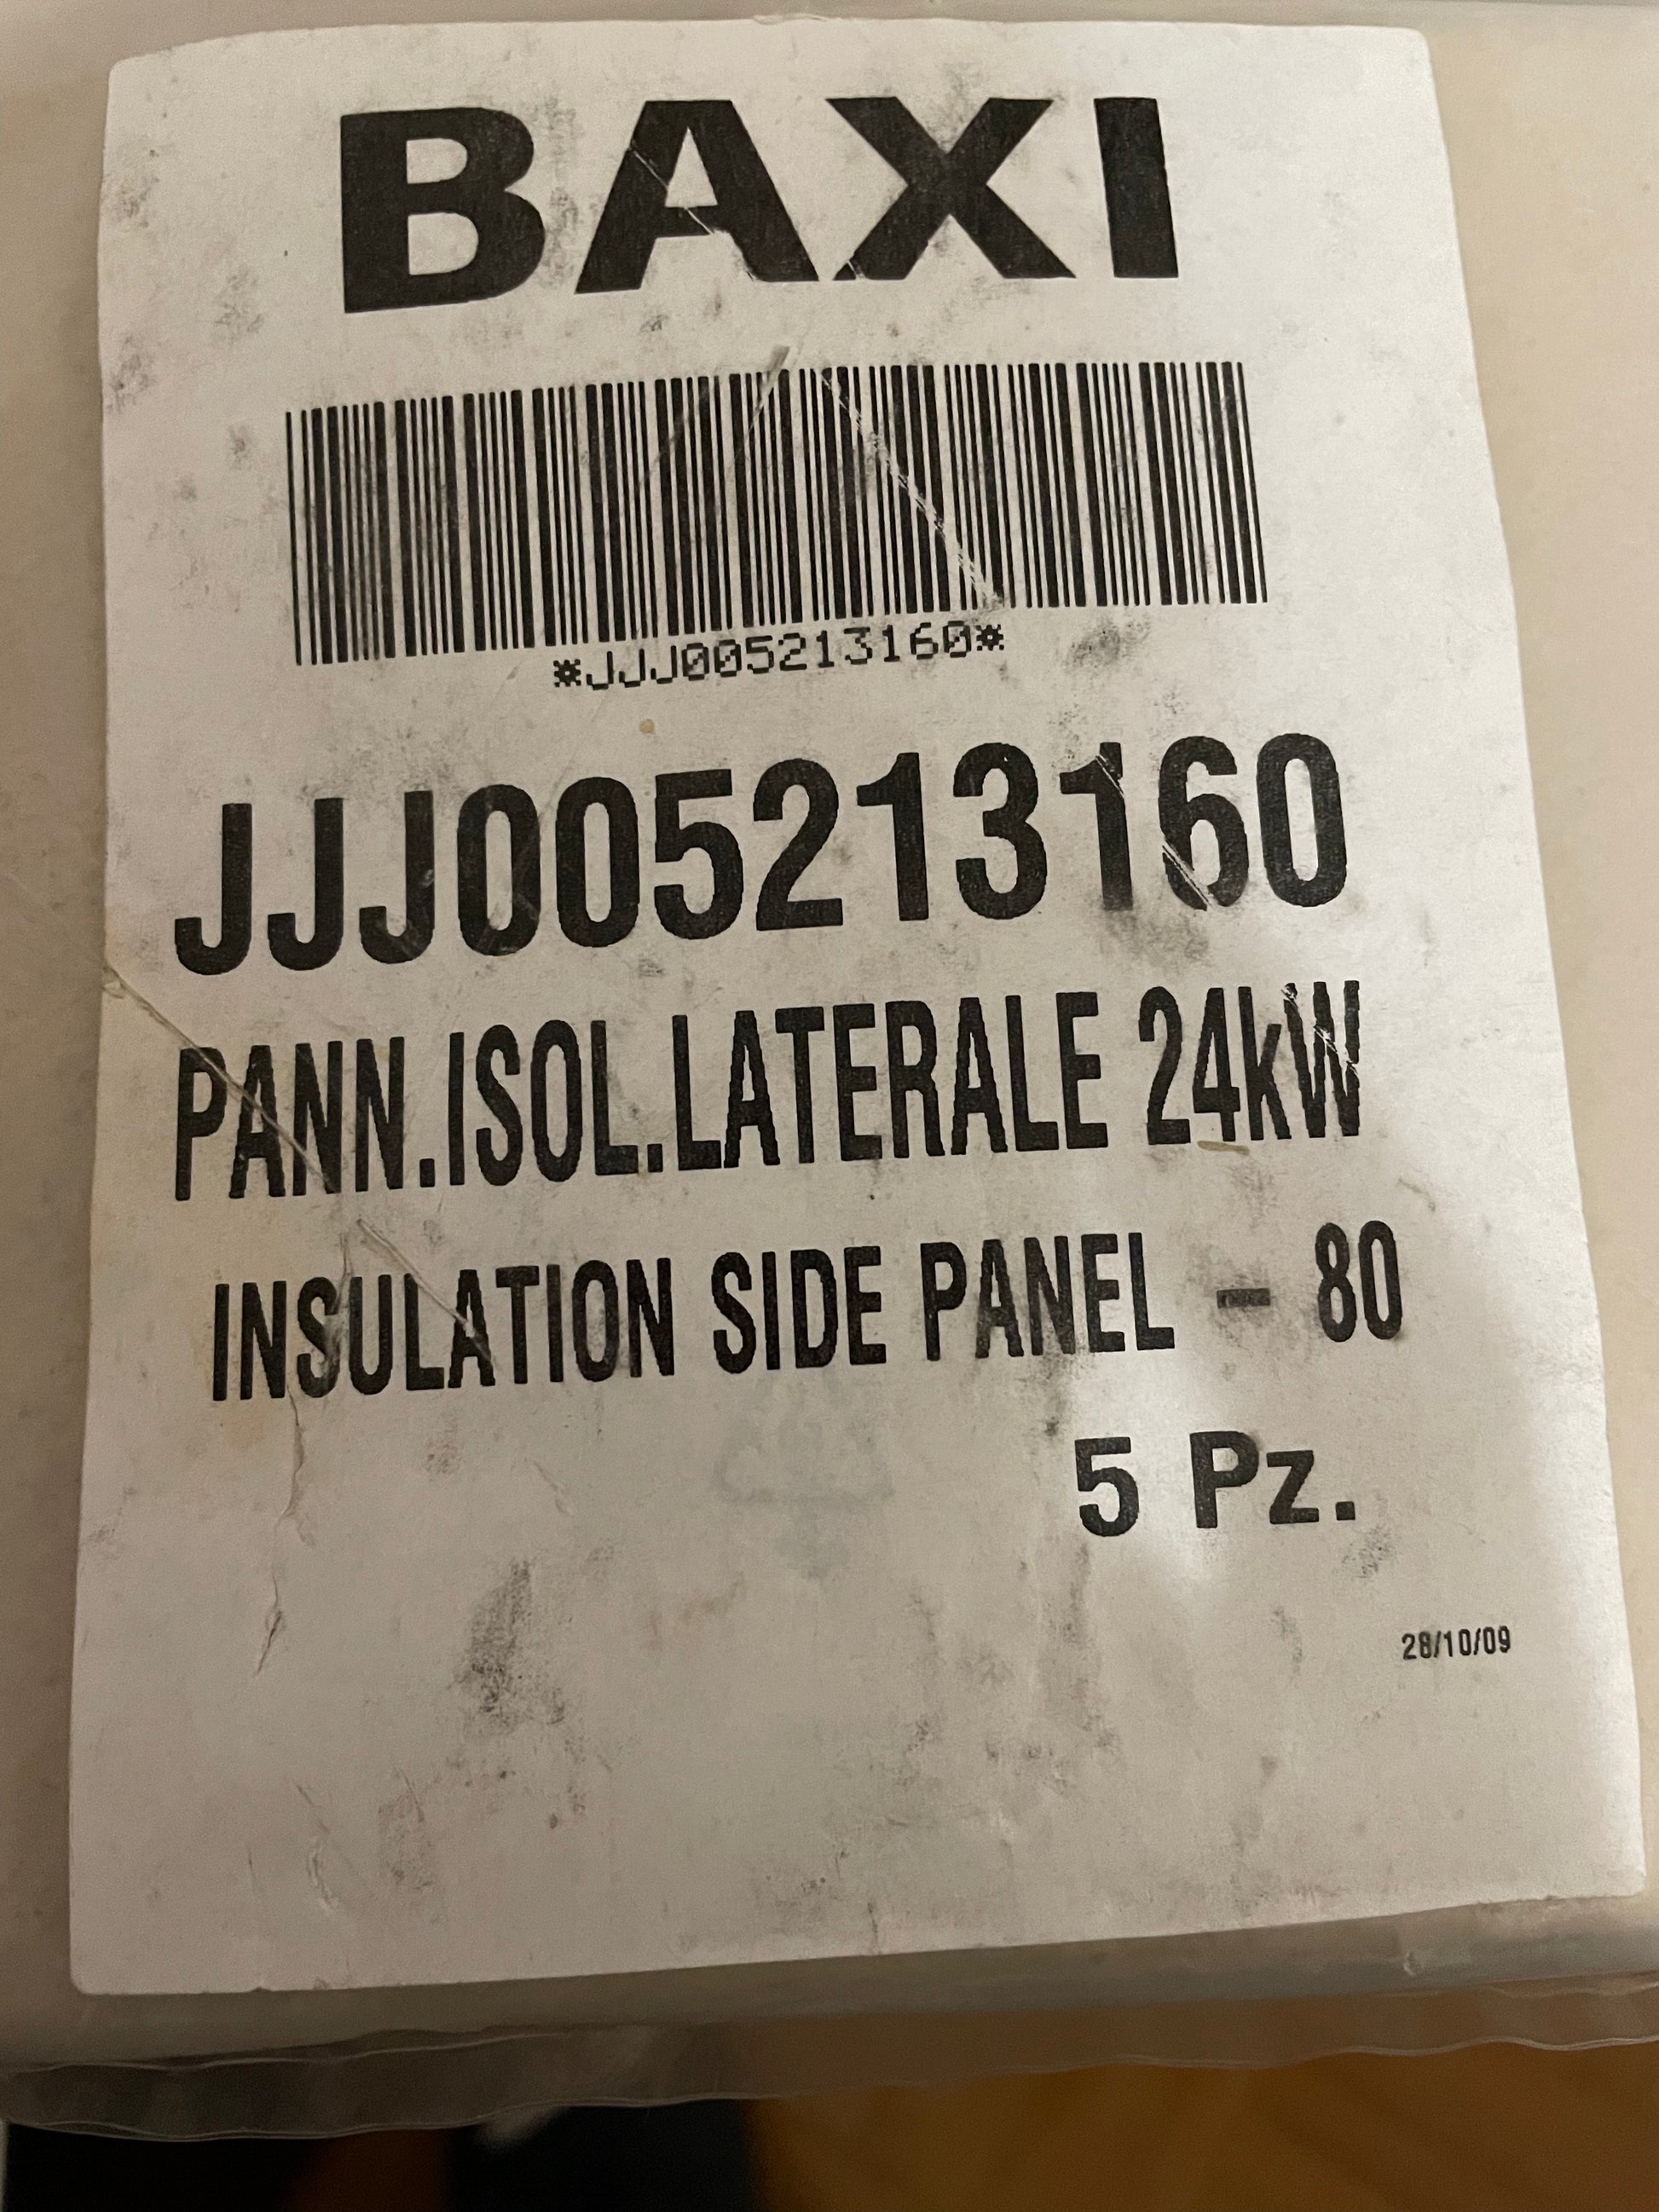 BAXI
*JJJ005213160*
JJJ005213160
PANN.ISOL.LATERALE 24kW
INSULATION SIDE PANEL - 80
5 Pz.
28/10/09